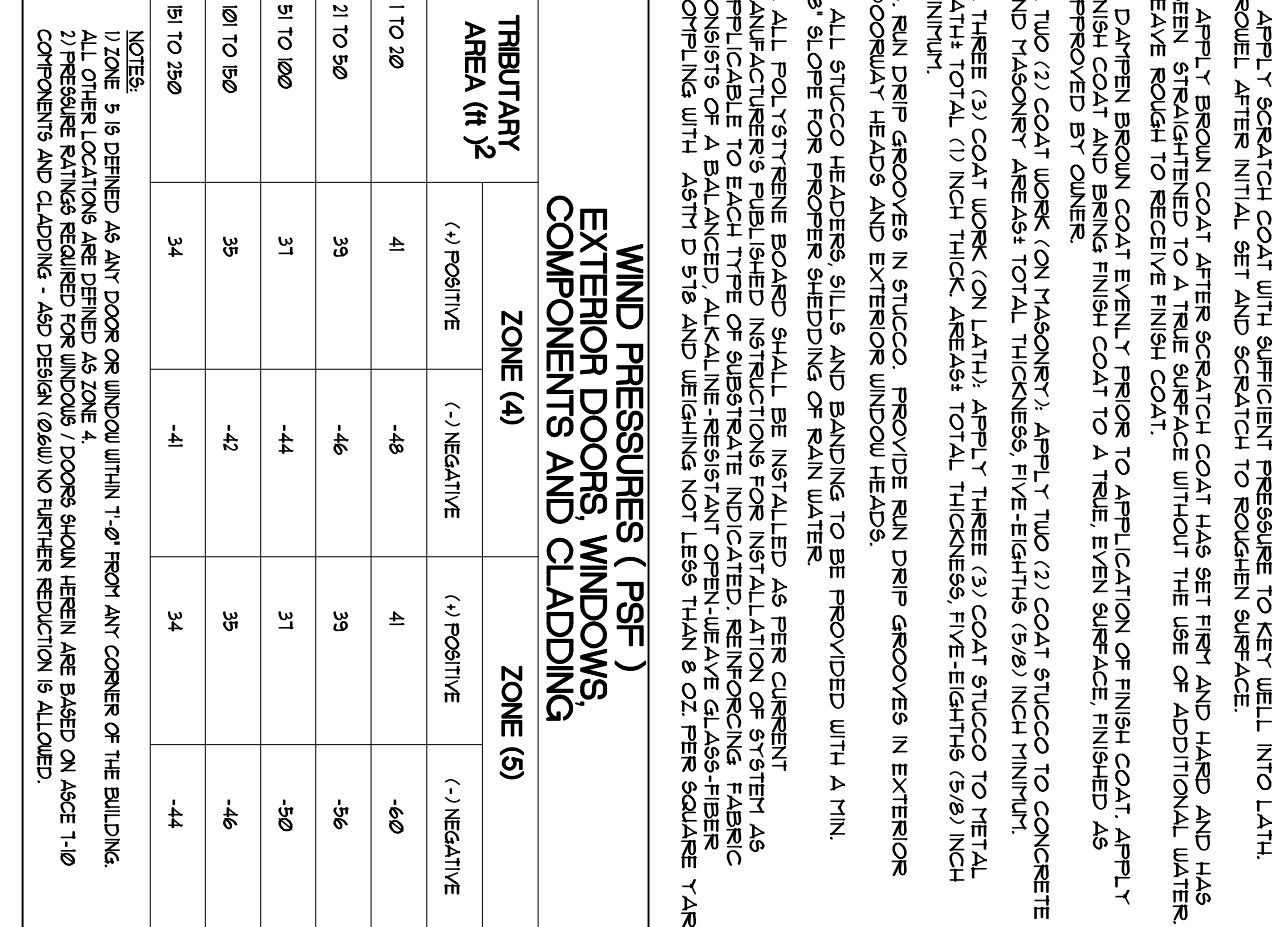 APPLY SCRATCH COAT WITH SUFFICIENT PRESSURE TO KEY WELL INTO LATH.
ROWEL AFTER INITIAL SET AND SCRATCH TO ROUGHEN SURFACE.
APPLY BROWN COAT AFTER SCRATCH COAT HAS SET FIRM AND HARD AND HAS
EEN STRAIGHTENED TO A TRUE SURFACE WITHOUT THE USE OF ADDITIONAL WATER.
EAVE ROUGH TO RECEIVE FINISH COAT.
DAMPEN BROWN COAT EVENLY PRIOR TO APPLICATION OF FINISH COAT. APPLY
NISH COAT AND BRING FINISH COAT TO A TRUE, EVEN SURFACE, FINISHED AS
PPROVED BY OWNER.
TWO (2) COAT WORK (ON MASONRY): APPLY TWO (2) COAT STUCCO TO CONCRETE
ND MASONRY AREAS± TOTAL THICKNESS, FIVE-EIGHTHS (5/8) INCH MINIMUM.
THREE (3) COAT WORK (ON LATH): APPLY THREE (3) COAT STUCCO TO METAL
ATH± TOTAL (1) INCH THICK. AREAS± TOTAL THICKNESS, FIVE-EIGHTHS (5/8) INCH
INIMUM.
RUN DRIP GROOVES IN STUCCO. PROVIDE RUN DRIP GROOVES IN EXTERIOR
OORWAY HEADS AND EXTERIOR WINDOW HEADS.
ALL STUCCO HEADERS, SILLS AND BANDING TO BE PROVIDED WITH A MIN.
8" SLOPE FOR PROPER SHEDDING OF RAIN WATER.
ALL POLYSTYRENE BOARD SHALL BE INSTALLED AS PER CURRENT
ANUFACTURER'S PUBLISHED INSTRUCTIONS FOR INSTALLATION OF SYSTEM AS
PPLICABLE TO EACH TYPE OF SUBSTRATE INDICATED. REINFORCING FABRIC
ONSISTS OF A BALANCED, ALKALINE-RESISTANT OPEN-WEAVE GLASS-FIBER
OMPLING WITH ASTM D 578 AND WEIGHING NOT LESS THAN 8 OZ. PER SQUARE YAR
WIND PRESSURES ( PSF )
EXTERIOR DOORS, WINDOWS,
COMPONENTS AND CLADDING
TRIBUTARY
AREA (ft )2
ZONE (4)
ZONE (5)
(+) POSITIVE
(-) NEGATIVE
(+) POSITIVE
(-) NEGATIVE
1 TO 20 41 -48 41 -60
21 TO 50 39 -46 39 -56
51 TO 100 37 -44 37 -50
101 TO 150 35 -42 35 -46
151 TO 250 34 -41 34 -44
NOTES:
1) ZONE 5 IS DEFINED AS ANY DOOR OR WINDOW WITHIN 7'-0" FROM ANY CORNER OF THE BUILDING.
ALL OTHER LOCATIONS ARE DEFINED AS ZONE 4.
2) PRESSURE RATINGS REQUIRED FOR WINDOWS / DOORS SHOWN HEREIN ARE BASED ON ASCE 7-10
COMPONENTS AND CLADDING - ASD DESIGN (0.6W) NO FURTHER REDUCTION IS ALLOWED.